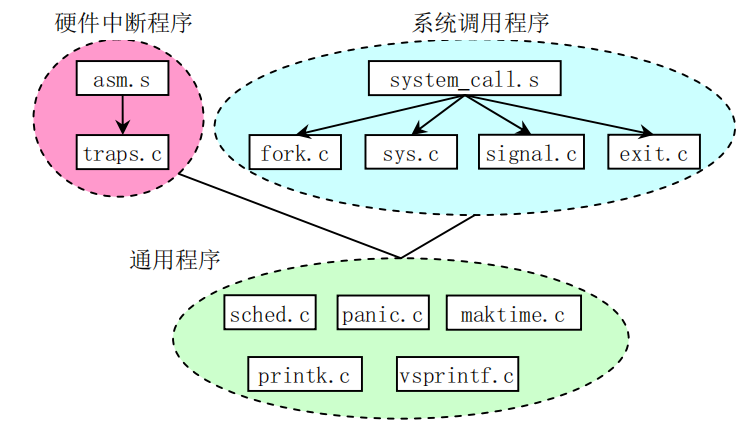 硬件中断程序
系统调用程序
asm.s
system_call.s
traps.c
fork.c
sys.c
signal.c
exit.c
通用程序
sched.c
panic.c
maktime.c
printk.c
vsprintf.c